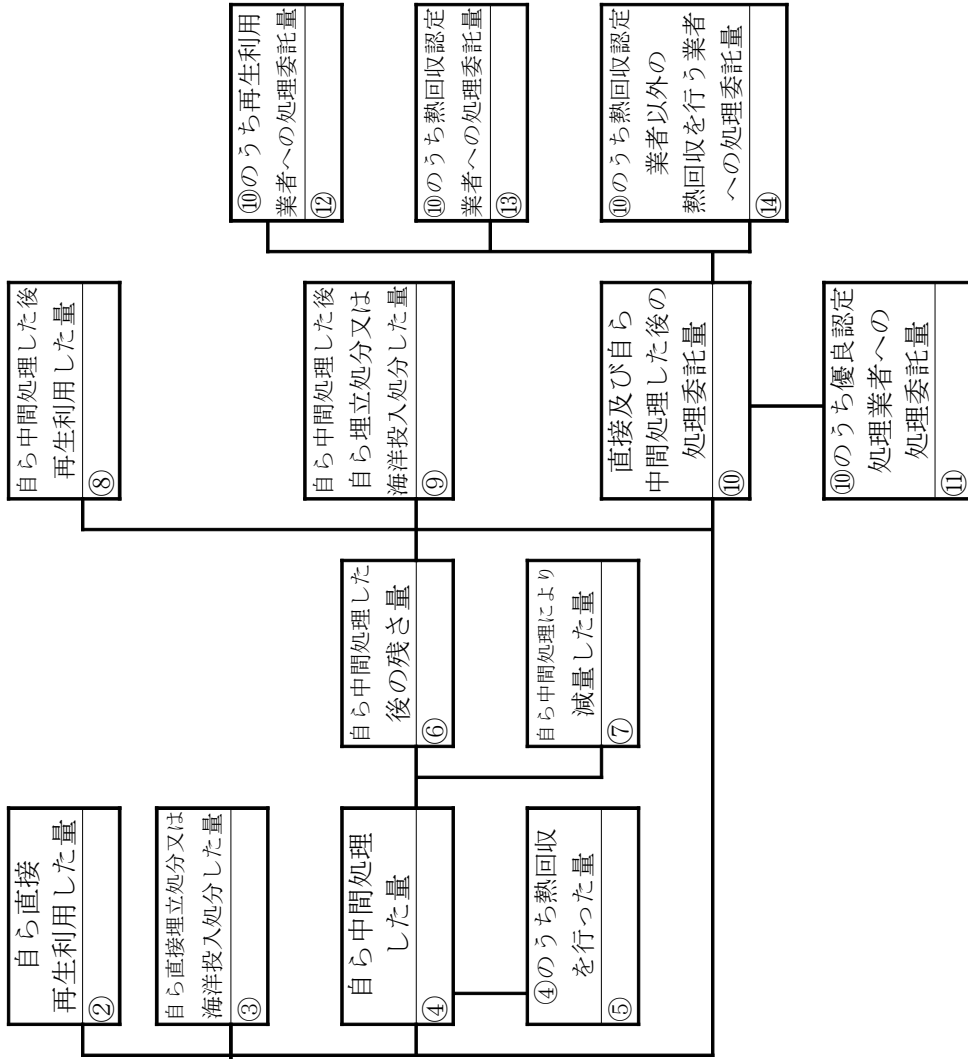 自ら直接
再生利用した量
②
自ら直接埋立処分又は
海洋投入処分した量
③
自ら中間処理
した量
④
④のうち熱回収
を行った量
⑤
自ら中間処理した
後の残さ量
⑥
自ら中間処理により
減量した量
⑦
自ら中間処理した後
再生利用した量
⑧
自ら中間処理した後
自ら埋立処分又は
海洋投入処分した量
⑨
直接及び自ら
中間処理した後の
処理委託量
⑩
⑩のうち優良認定
処理業者への
処理委託量
⑪
⑩のうち再生利用
業者への処理委託量
⑫
⑩のうち熱回収認定
業者への処理委託量
⑬
⑩のうち熱回収認定
業者以外の
熱回収を行う業者
への処理委託量
⑭